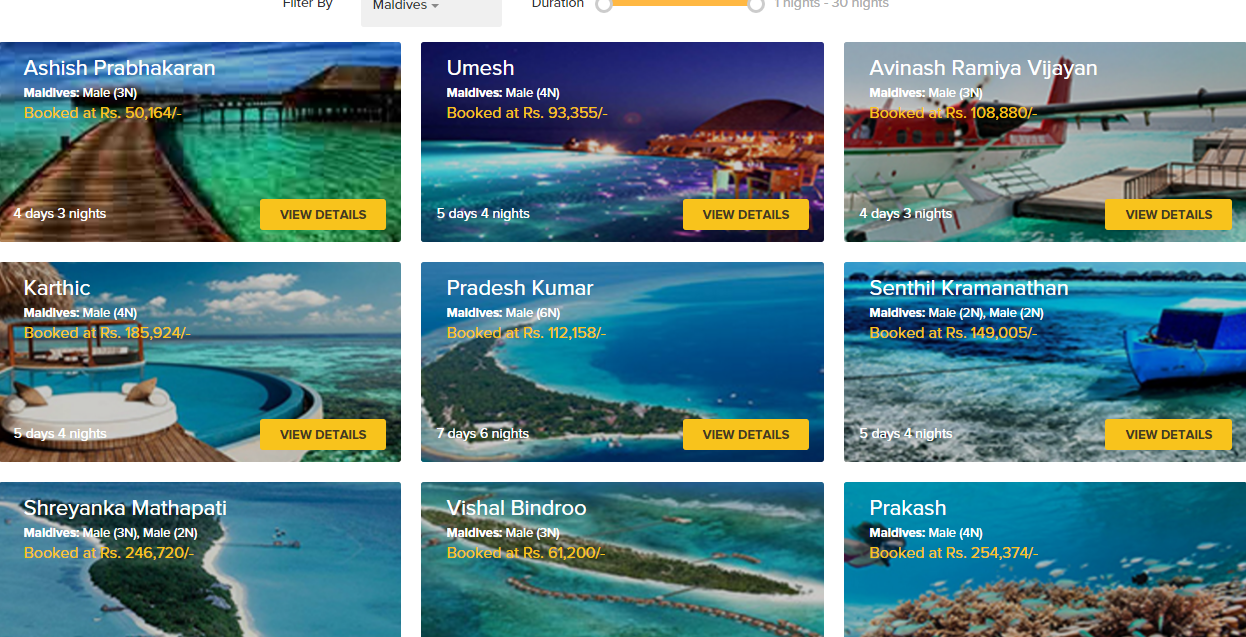 Filter By
Maldives
Duration
1 nights - 30 nights
Ashish Prabhakaran
Maldives: Male (3N)
Booked at Rs. 50,164/-
4 days 3 nights
VIEW DETAILS
Umesh
Maldives: Male (4N)
Booked at Rs. 93,355/-
5 days 4 nights
VIEW DETAILS
Avinash Ramiya Vijayan
Maldives: Male (3N)
Booked at Rs. 108,880/-
4 days 3 nights
VIEW DETAILS
Karthic
Maldives: Male (4N)
Booked at Rs. 185,924/-
5 days 4 nights
VIEW DETAILS
Pradesh Kumar
Maldives: Male (6N)
Booked at Rs. 112,158/-
7 days 6 nights
VIEW DETAILS
Senthil Kramanathan
Maldives: Male (2N), Male (2N)
Booked at Rs. 149,005/-
5 days 4 nights
VIEW DETAILS
Shreyanka Mathapati
Maldives: Male (3N), Male (2N)
Booked at Rs. 246,720/-
Vishal Bindroo
Maldives: Male (3N)
Booked at Rs. 61,200/-
Prakash
Maldives: Male (4N)
Booked at Rs. 254,374/-